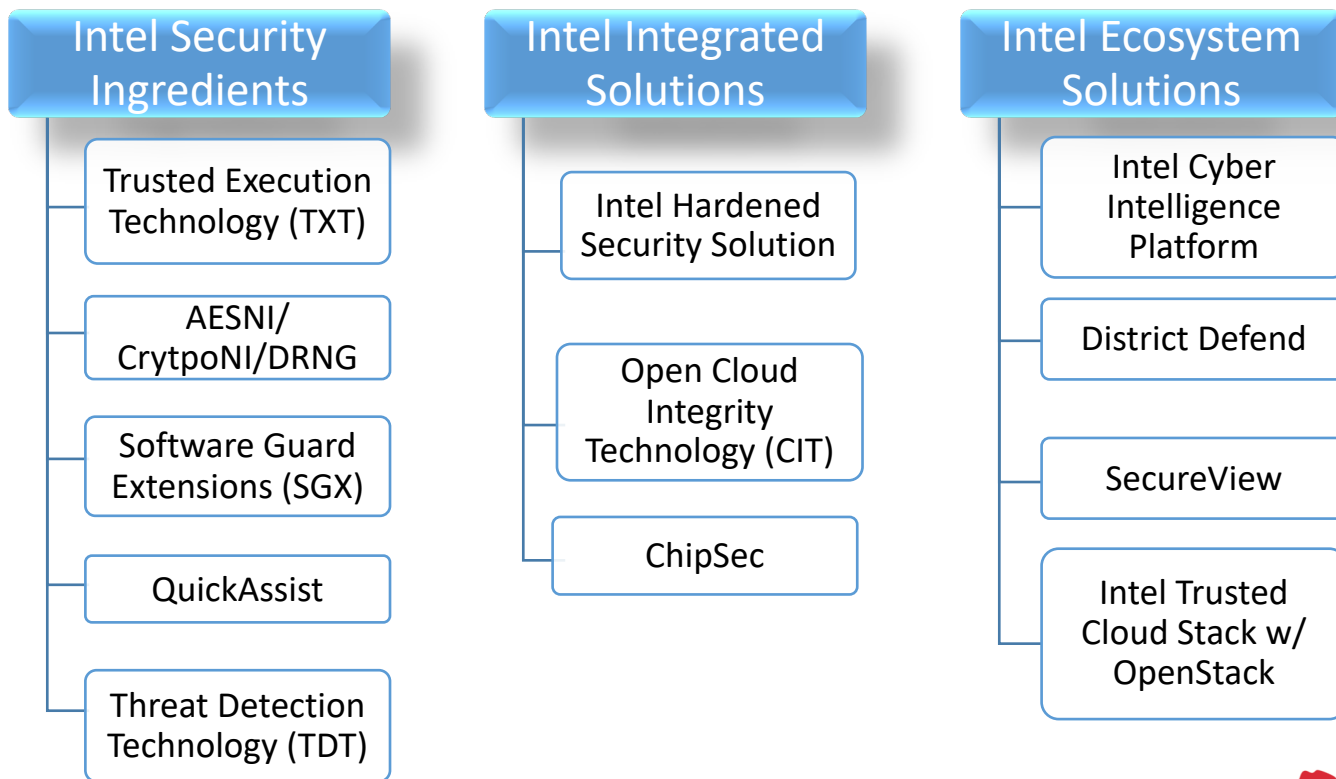 Intel Security
Ingredients
Trusted Execution
Technology (TXT)
AESNI/
CrytpoNI/DRNG
Software Guard
Extensions (SGX)
QuickAssist
Threat Detection
Technology (TDT)
Intel Integrated
Solutions
Intel Hardened
Security Solution
Open Cloud
Integrity
Technology (CIT)
ChipSec
Intel Ecosystem
Solutions
Intel Cyber
Intelligence
Platform
District Defend
SecureView
Intel Trusted
Cloud Stack w/
OpenStack